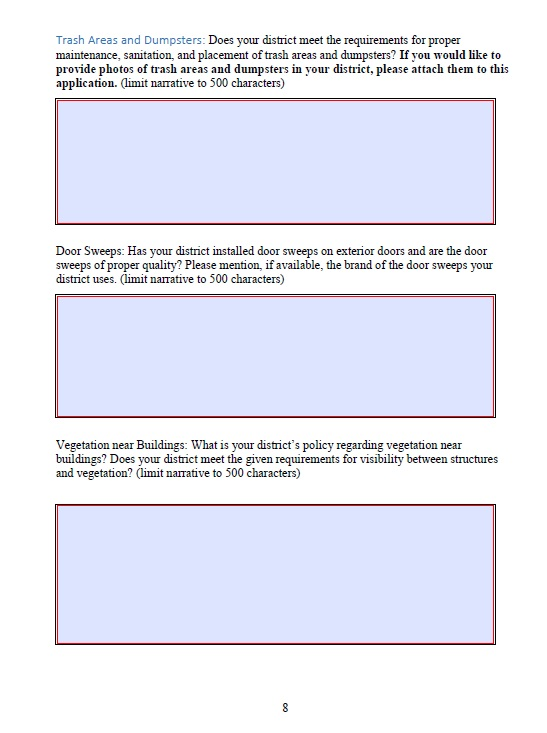 Trash Areas and Dumpsters: Does your district meet the requirements for proper
maintenance, sanitation, and placement of trash areas and dumpsters? If you would like to
provide photos of trash areas and dumpsters in your district, please attach them to this
application. (limit narrative to 500 characters)
Door Sweeps: Has your district installed door sweeps on exterior doors and are the door
sweeps of proper quality? Please mention, if available, the brand of the door sweeps your
district uses. (limit narrative to 500 characters)
Vegetation near Buildings: What is your district’s policy regarding vegetation near
buildings? Does your district meet the given requirements for visibility between structures
and vegetation? (limit narrative to 500 characters)
8